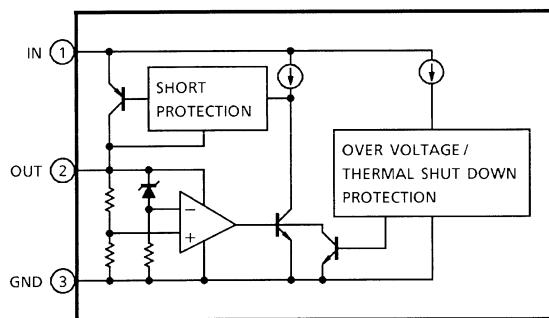 IN 1
SHORT
PROTECTION
OVER VOLTAGE /
THERMAL SHUT DOWN
PROTECTION
OUT 2
−
+
GND 3